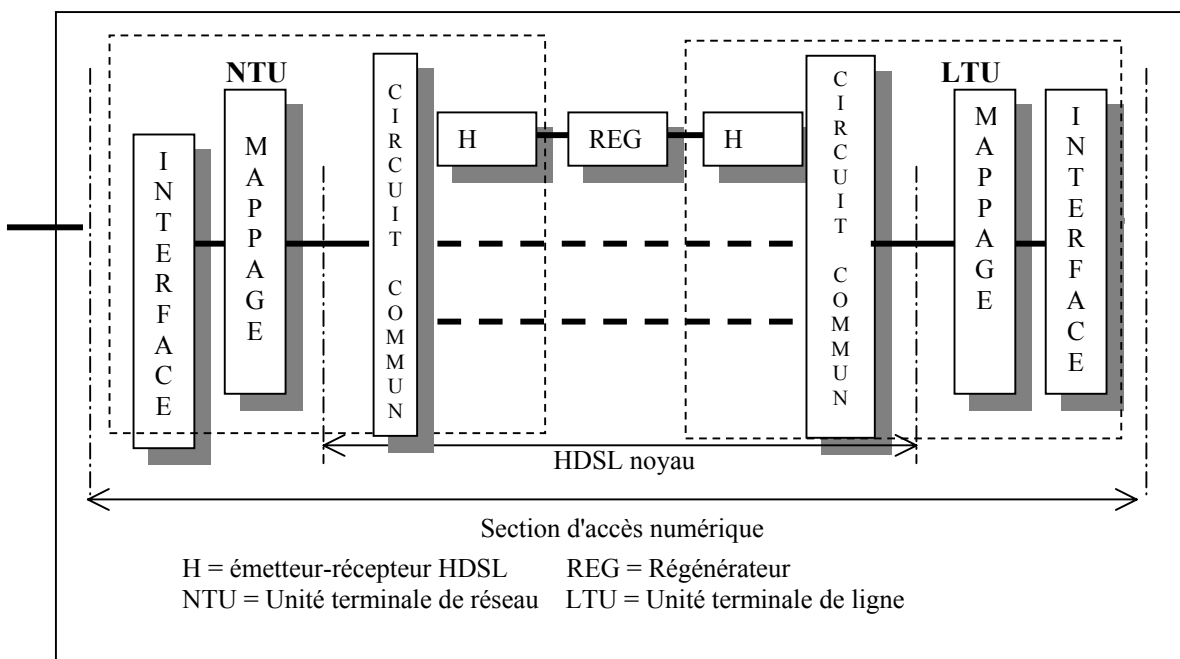 NTU
LTU
INTERFACE
MAPPAGE
CIRCUIT COMMUN
H
REG
H
CIRCUIT COMMUN
MAPPAGE
INTERFACE
HDSL noyau
Section d'accès numérique
H = émetteur-récepteur HDSL REG = Régénérateur
NTU = Unité terminale de réseau LTU = Unité terminale de ligne